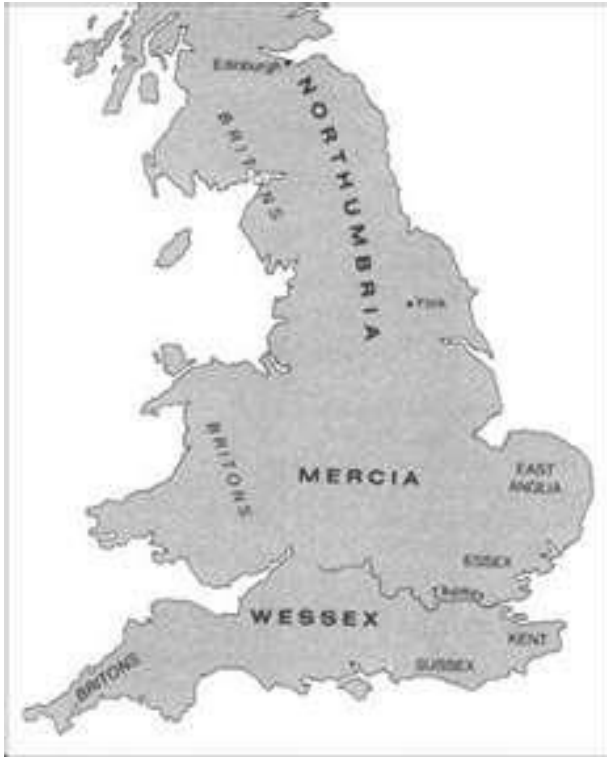 Edinburgh
NORTHUMBRIA
BRITONS
York
BRITONS
MERCIA
EAST
ANGLIA
ESSEX
Thames
WESSEX
KENT
SUSSEX
BRITONS